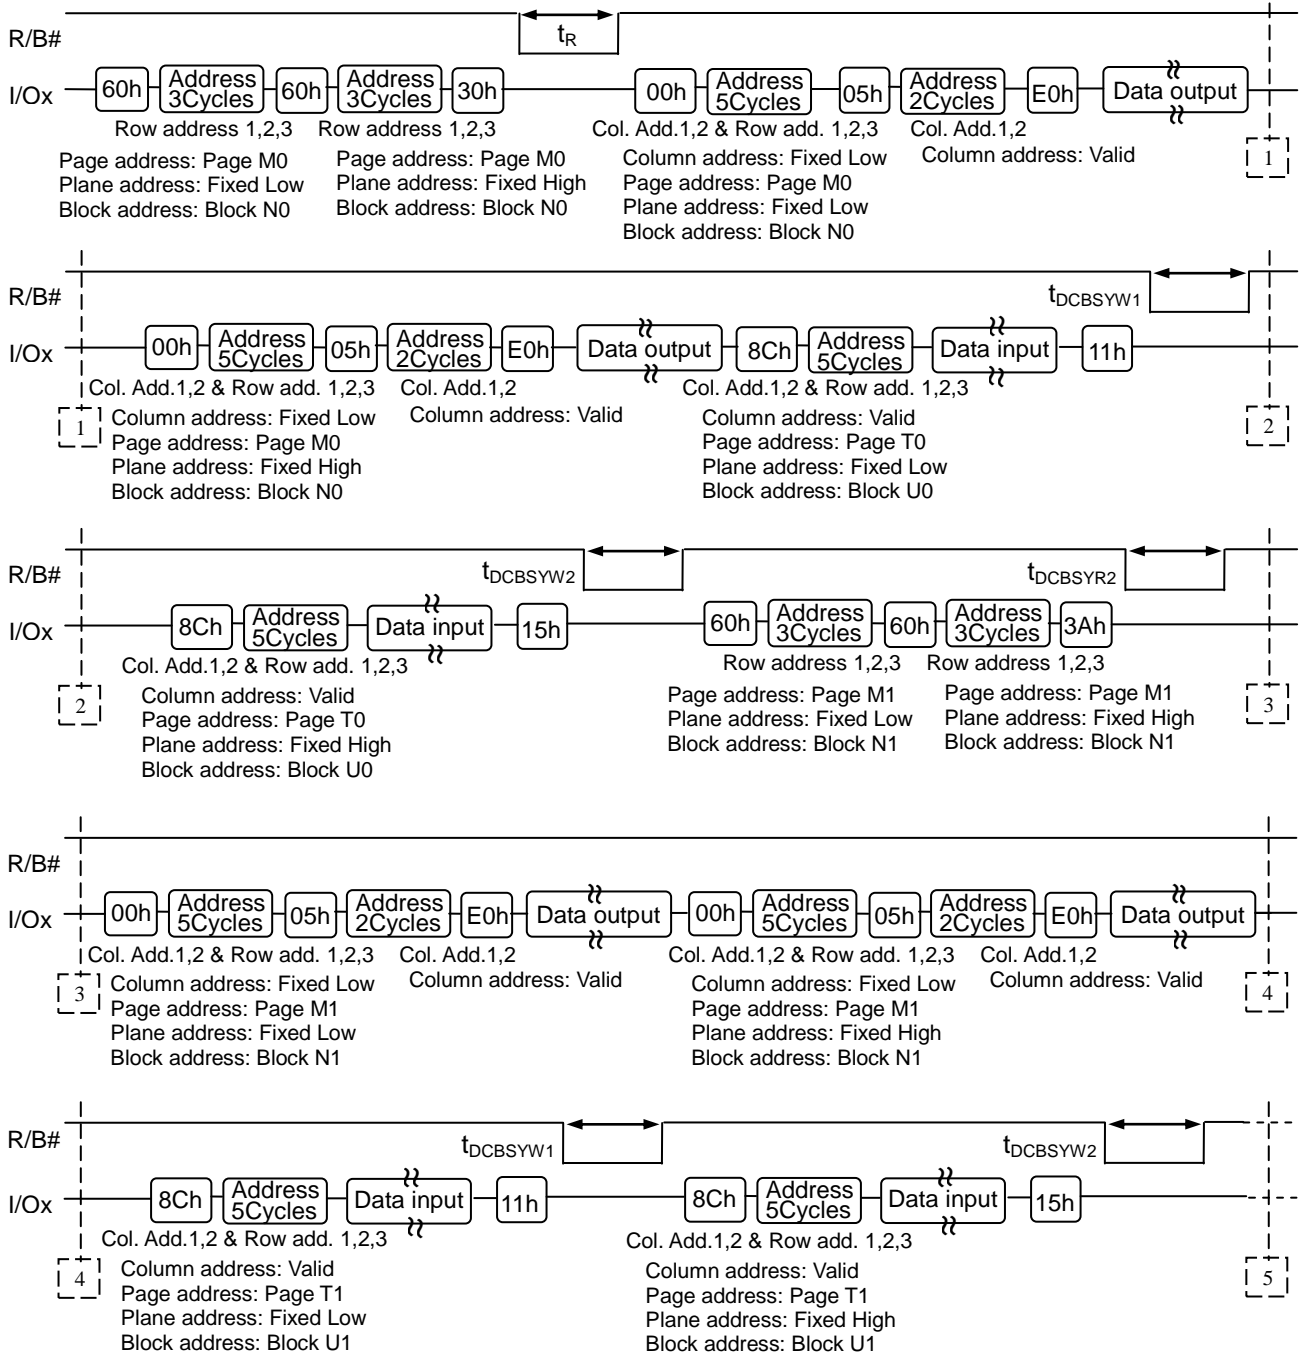 R/B#
tR
I/Ox
60h Address 3Cycles 60h Address 3Cycles 30h 00h Address 5Cycles 05h Address 2Cycles E0h Data output
Row address 1,2,3 Row address 1,2,3 Col. Add.1,2 & Row add. 1,2,3 Col. Add.1,2
Page address: Page M0
Plane address: Fixed Low
Block address: Block N0
Page address: Page M0
Plane address: Fixed High
Block address: Block N0
Column address: Fixed Low
Page address: Page M0
Plane address: Fixed Low
Block address: Block N0
Column address: Valid
1
R/B#
tDCBSYW1
I/Ox
00h Address 5Cycles 05h Address 2Cycles E0h Data output 8Ch Address 5Cycles Data input 11h
Col. Add.1,2 & Row add. 1,2,3 Col. Add.1,2 Col. Add.1,2 & Row add. 1,2,3
1
Column address: Fixed Low
Page address: Page M0
Plane address: Fixed High
Block address: Block N0
Column address: Valid
Column address: Valid
Page address: Page T0
Plane address: Fixed Low
Block address: Block U0
2
R/B#
tDCBSYW2 tDCBSYR2
I/Ox
8Ch Address 5Cycles Data input 15h 60h Address 3Cycles 60h Address 3Cycles 3Ah
Col. Add.1,2 & Row add. 1,2,3 Row address 1,2,3 Row address 1,2,3
2
Column address: Valid
Page address: Page T0
Plane address: Fixed High
Block address: Block U0
Page address: Page M1
Plane address: Fixed Low
Block address: Block N1
Page address: Page M1
Plane address: Fixed High
Block address: Block N1
3
R/B#
I/Ox
00h Address 5Cycles 05h Address 2Cycles E0h Data output 00h Address 5Cycles 05h Address 2Cycles E0h Data output
Col. Add.1,2 & Row add. 1,2,3 Col. Add.1,2 Col. Add.1,2 & Row add. 1,2,3 Col. Add.1,2
3
Column address: Fixed Low
Page address: Page M1
Plane address: Fixed Low
Block address: Block N1
Column address: Valid
Column address: Fixed Low
Page address: Page M1
Plane address: Fixed High
Block address: Block N1
Column address: Valid
4
R/B#
tDCBSYW1 tDCBSYW2
I/Ox
8Ch Address 5Cycles Data input 11h 8Ch Address 5Cycles Data input 15h
Col. Add.1,2 & Row add. 1,2,3 Col. Add.1,2 & Row add. 1,2,3
4
Column address: Valid
Page address: Page T1
Plane address: Fixed Low
Block address: Block U1
Column address: Valid
Page address: Page T1
Plane address: Fixed High
Block address: Block U1
5